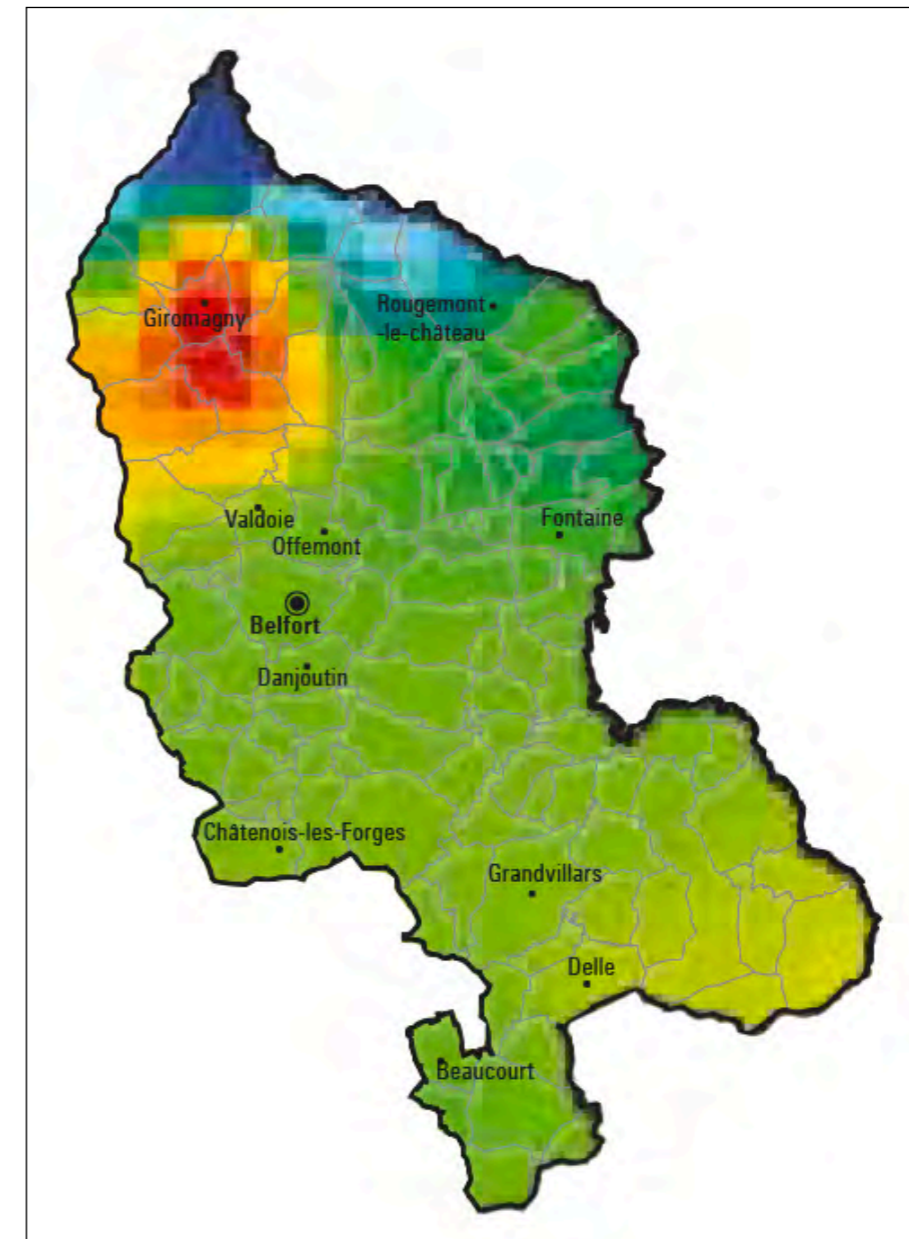 Giromagny
Rougemont
-le-château
Valdoie
Offemont
Fontaine
Belfort
Danjoutin
Châtenois-les-Forges
Grandvillars
Delle
Beaucourt